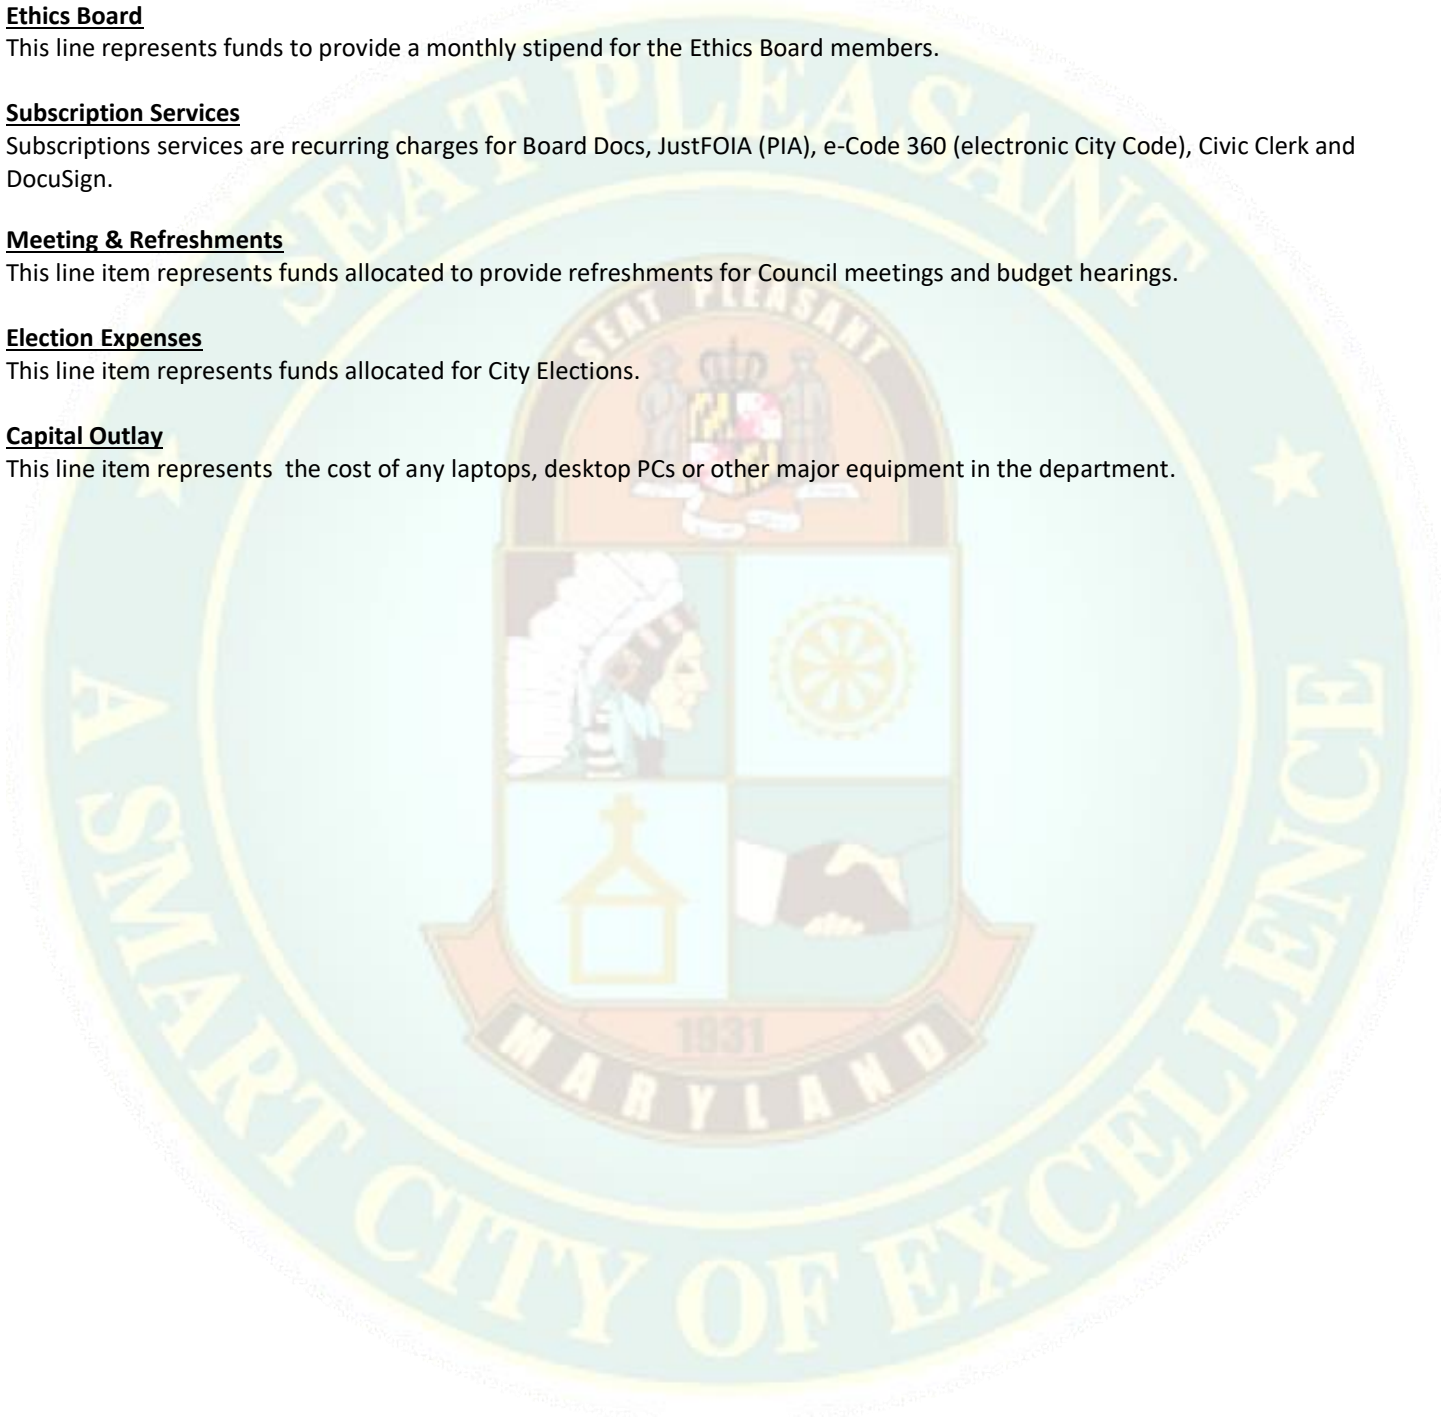 Ethics Board
This line represents funds to provide a monthly stipend for the Ethics Board members.
Subscription Services
Subscriptions services are recurring charges for Board Docs, JustFOIA (PIA), e-Code 360 (electronic City Code), Civic Clerk and
DocuSign.
Meeting & Refreshments
This line item represents funds allocated to provide refreshments for Council meetings and budget hearings.
Election Expenses
This line item represents funds allocated for City Elections.
Capital Outlay
This line item represents  the cost of any laptops, desktop PCs or other major equipment in the department.
SEAT PLEASANT
SEAT PLEASANT
1931
MARYLAND
A SMART CITY OF EXCELLENCE